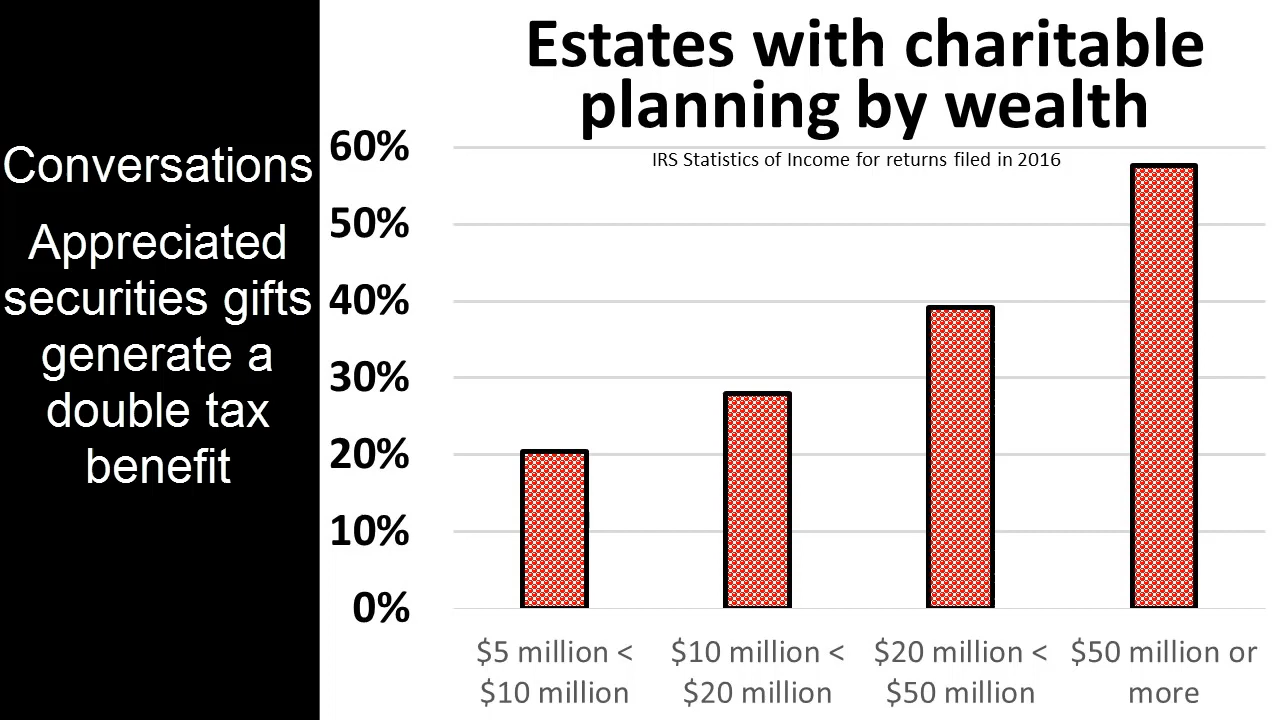 Conversations
Appreciated
securities gifts
generate a
double tax
benefit
Estates with charitable
planning by wealth
IRS Statistics of Income for returns filed in 2016
60%
50%
40%
30%
20%
10%
0%
$5 million <
$10 million
$10 million <
$20 million
$20 million <
$50 million
$50 million or
more